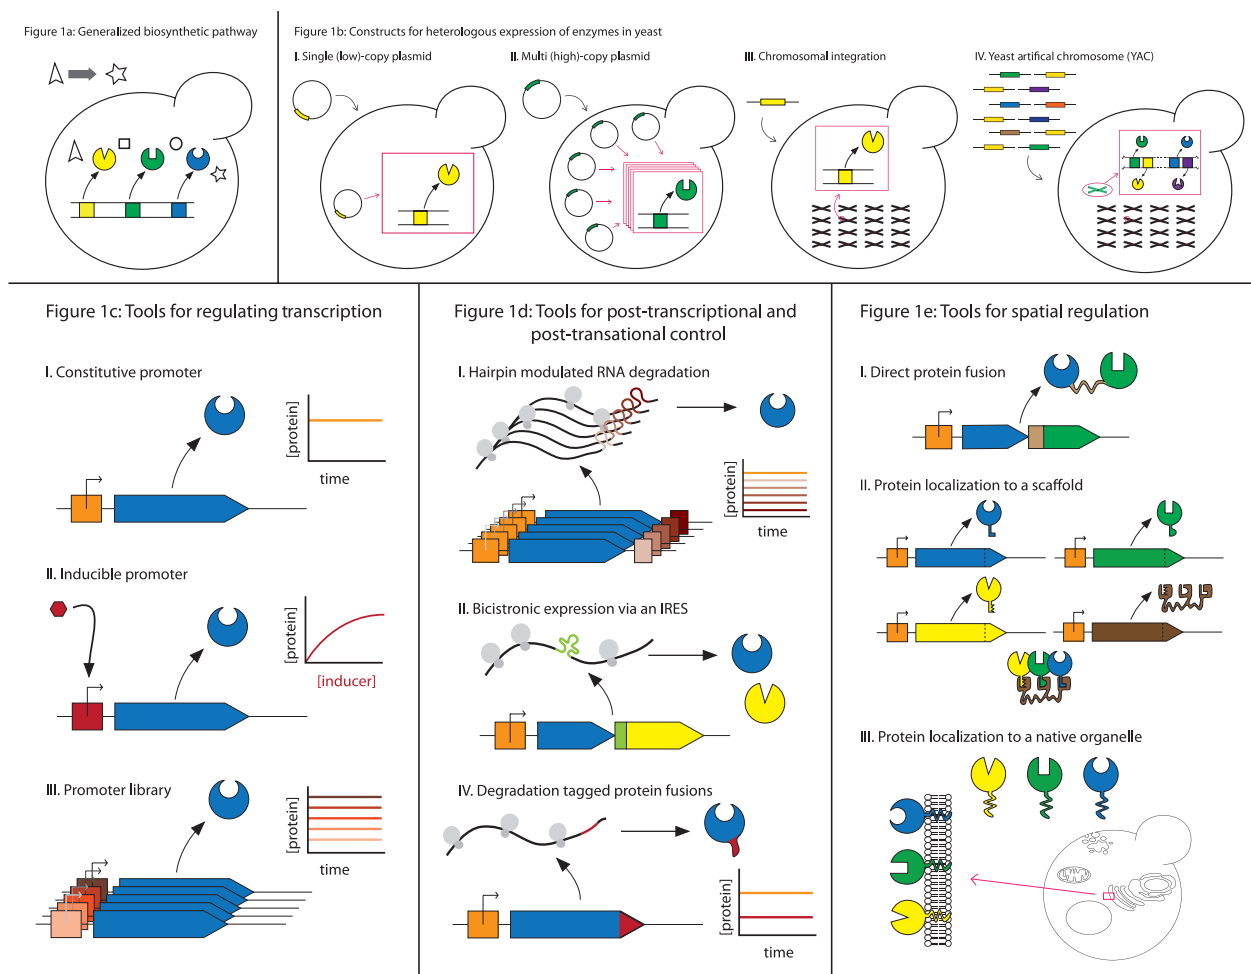 Figure 1a: Generalized biosynthetic pathway
Figure 1b: Constructs for heterologous expression of enzymes in yeast
I. Single (low)-copy plasmid
II. Multi (high)-copy plasmid
III. Chromosomal integration
IV. Yeast artifical chromosome (YAC)
Figure 1c: Tools for regulating transcription
I. Constitutive promoter
[protein]
time
II. Inducible promoter
[protein]
[inducer]
III. Promoter library
[protein]
time
Figure 1d: Tools for post-transcriptional and
post-transational control
I. Hairpin modulated RNA degradation
[protein]
time
II. Bicistronic expression via an IRES
IV. Degradation tagged protein fusions
[protein]
time
Figure 1e: Tools for spatial regulation
I. Direct protein fusion
II. Protein localization to a scaffold
III. Protein localization to a native organelle